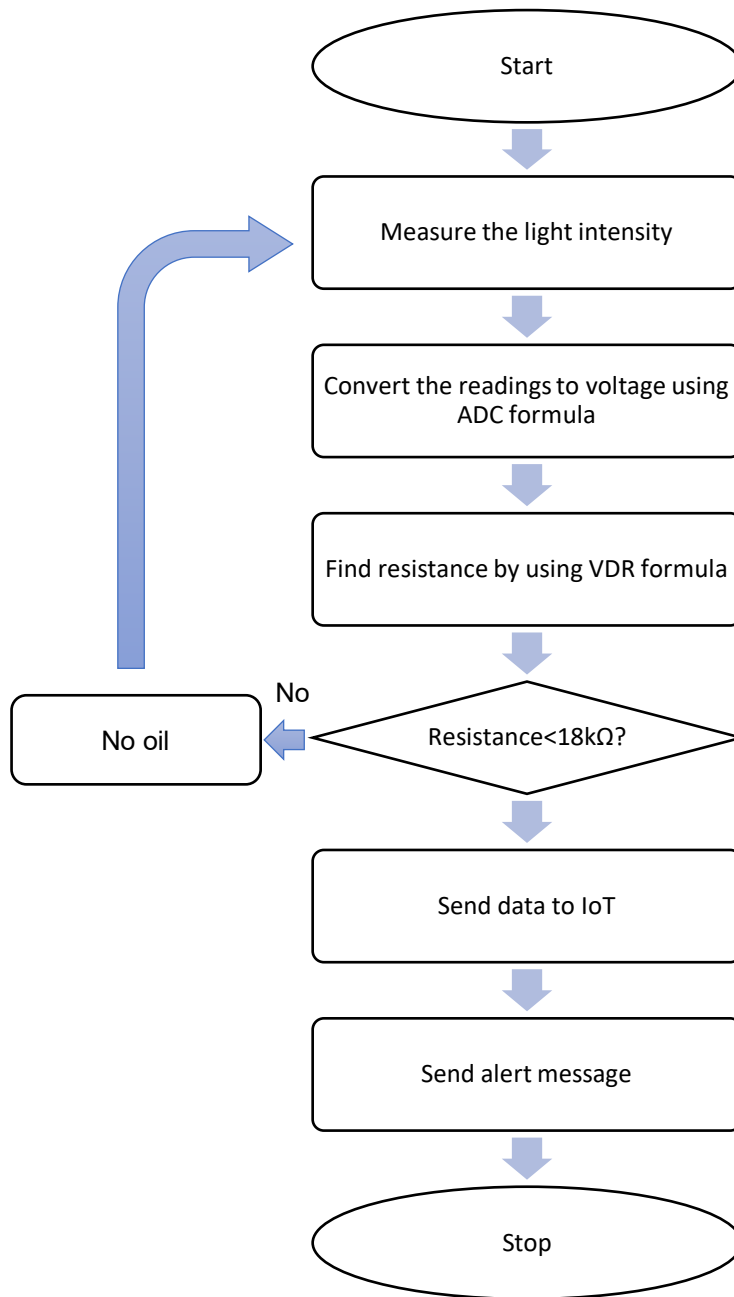 Start
Measure the light intensity
Convert the readings to voltage using
ADC formula
Find resistance by using VDR formula
No
No oil
Resistance<18kΩ?
Send data to IoT
Send alert message
Stop